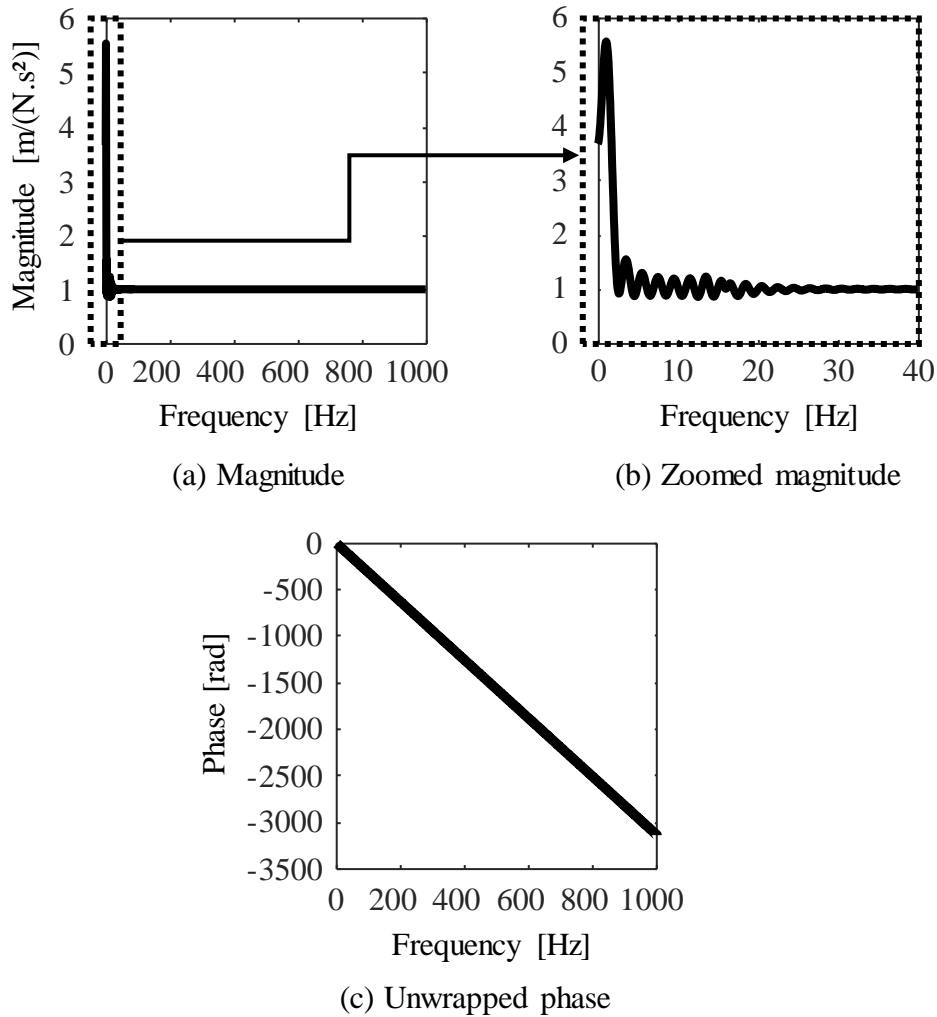 Magnitude [m/(N.s²)]
6
5
4
3
2
1
0
0 200 400 600 800 1000
Frequency [Hz]
(a) Magnitude
6
5
4
3
2
1
0
0 10 20 30 40
Frequency [Hz]
(b) Zoomed magnitude
Phase [rad]
0
-500
-1000
-1500
-2000
-2500
-3000
-3500
0 200 400 600 800 1000
Frequency [Hz]
(c) Unwrapped phase